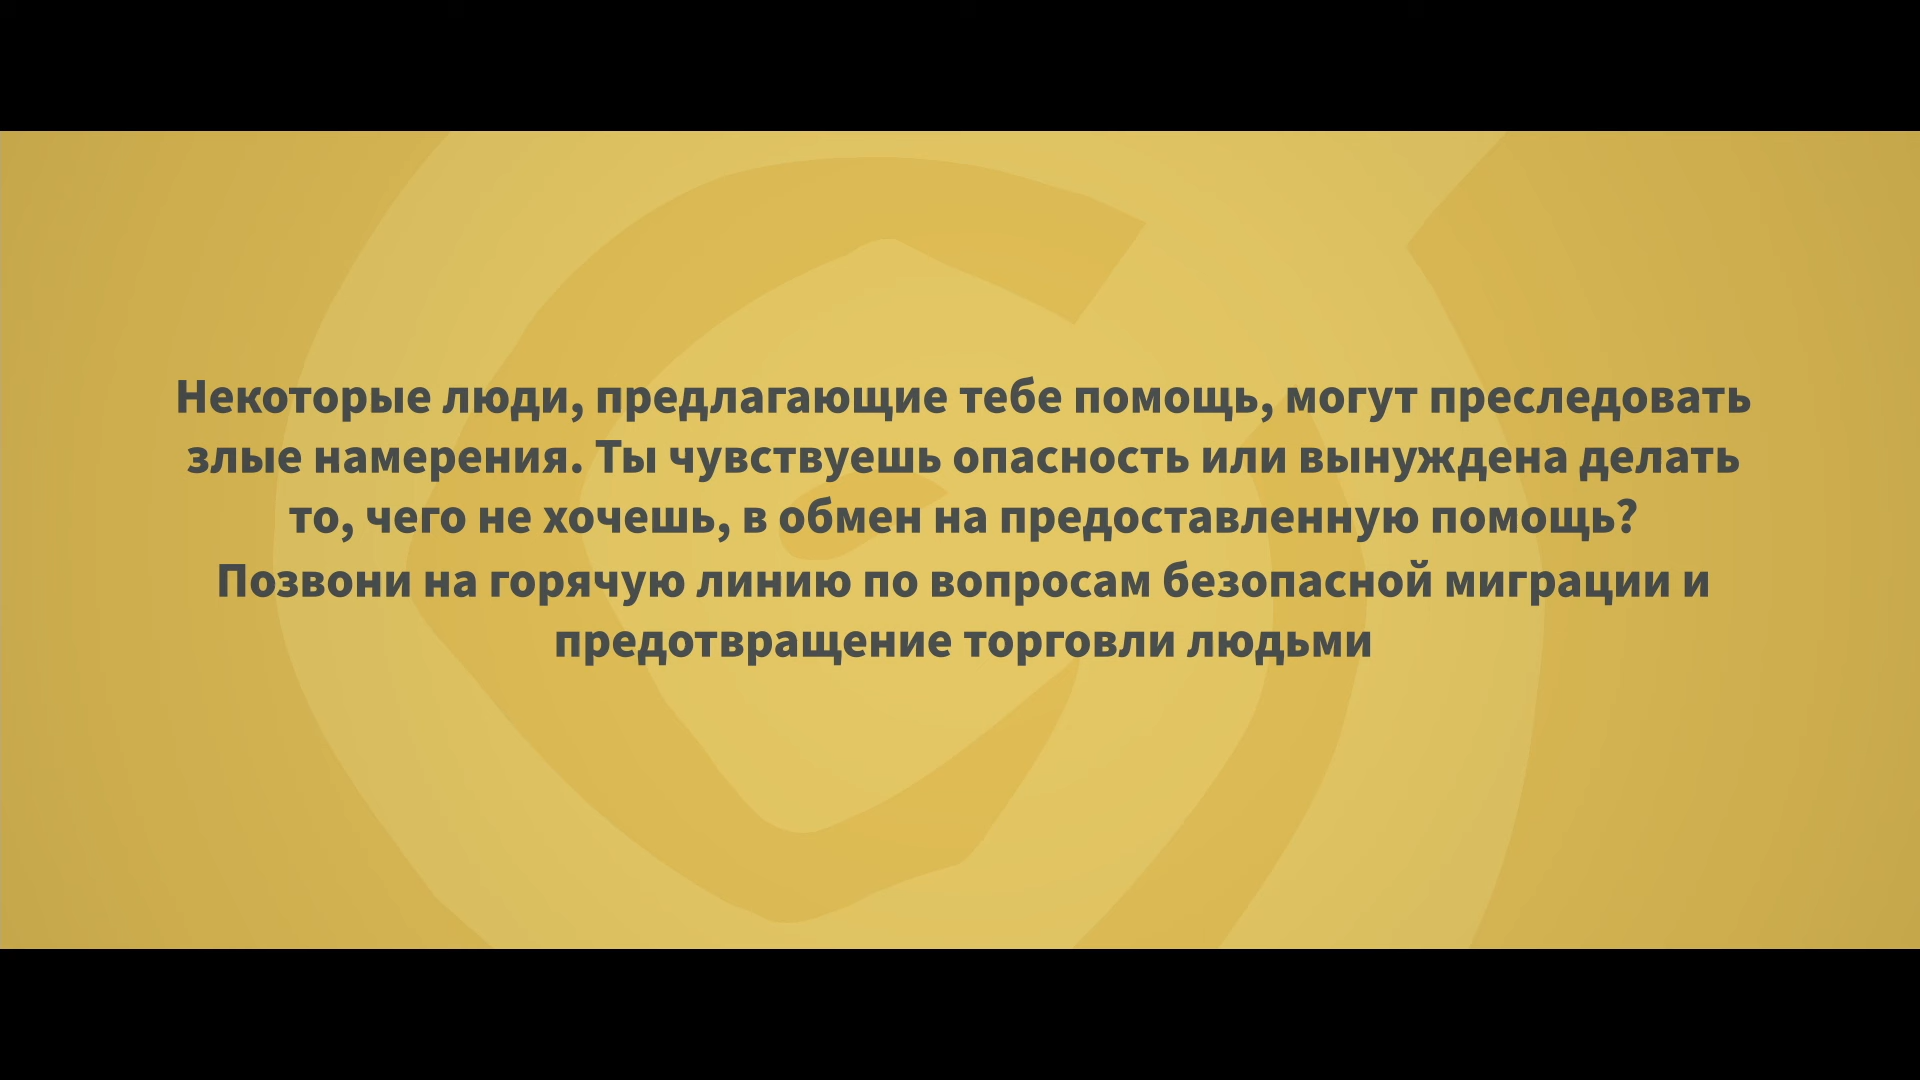 Некоторые люди, предлагающие тебе помощь, могут преследовать
злые намерения. Ты чувствуешь опасность или вынуждена делать
то, чего не хочешь, в обмен на предоставленную помощь?
Позвони на горячую линию по вопросам безопасной миграции и
предотвращение торговли людьми